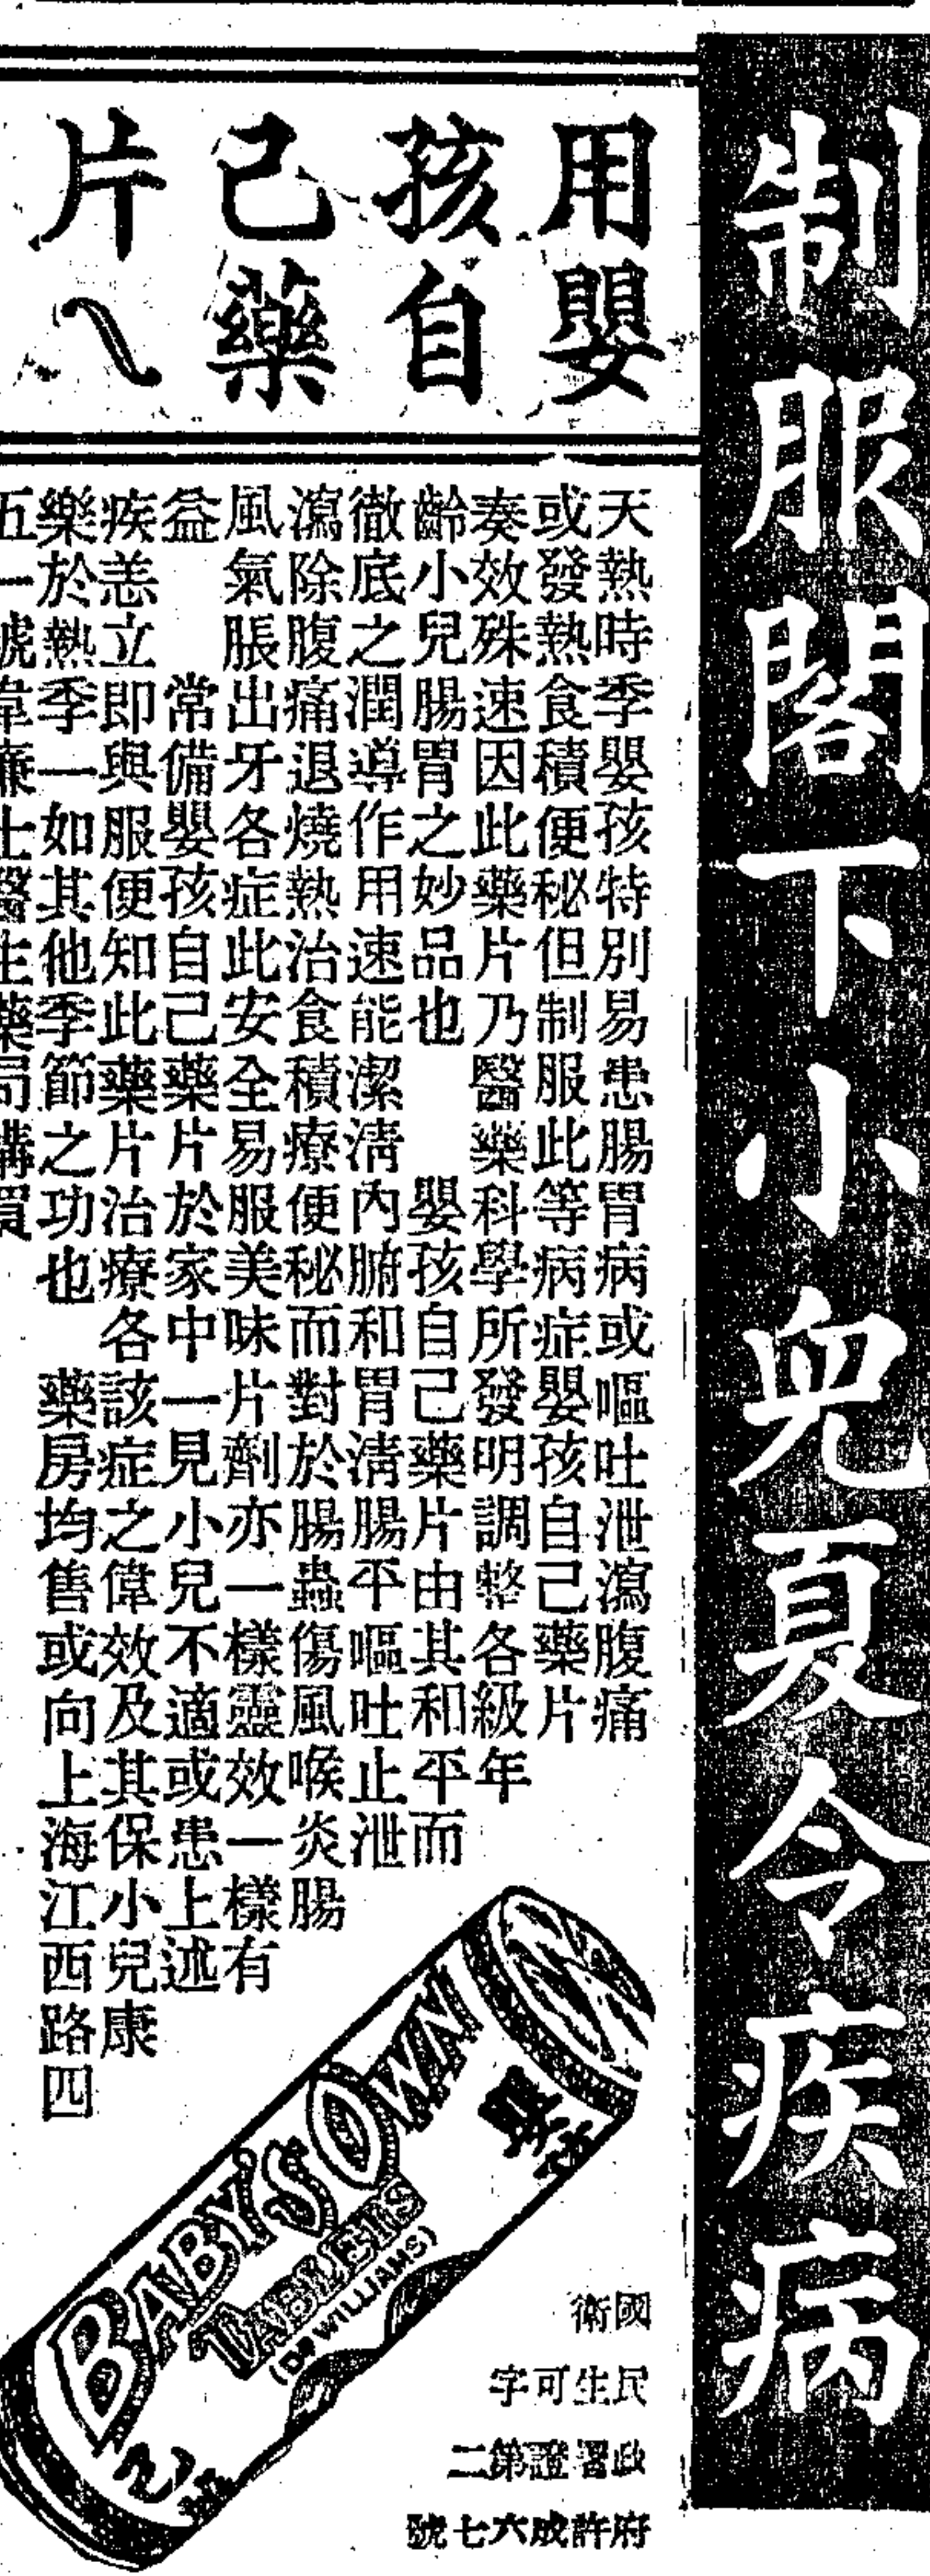 制服閣下小兒夏令疾病
用嬰
孩自
己藥
片
天熱時季嬰孩特別易患腸胃病或嘔吐泄瀉腹痛
或發熱食積便秘但制服此等病症嬰孩自己藥片
奏效殊速因此藥片乃醫藥科學所發明調整各級年
齡小兒腸胃之妙品也　嬰孩自己藥片由其和平而
徹底之潤導作用速能潔淸內腑和胃淸腸平嘔吐止泄
瀉除腹痛退燒熱治食積療便秘而對於腸蟲傷風喉炎腸
風氣脹出牙各症此安全易服美味片劑亦一樣靈效一樣有
益　常備嬰孩自己藥片於家中一見小兒不適或患上述
疾恙立即與服便知此藥片治療各該症之偉效及其保小兒康
樂於熱季一如其他季節之功也　藥房均售或向上海江西路四
五一號韋廉士醫生藥局購買
BABY'S OWN
TABLETS
(DR WILLIAMS)
國民政府
衛生署許
可證成
字第六
二七
號